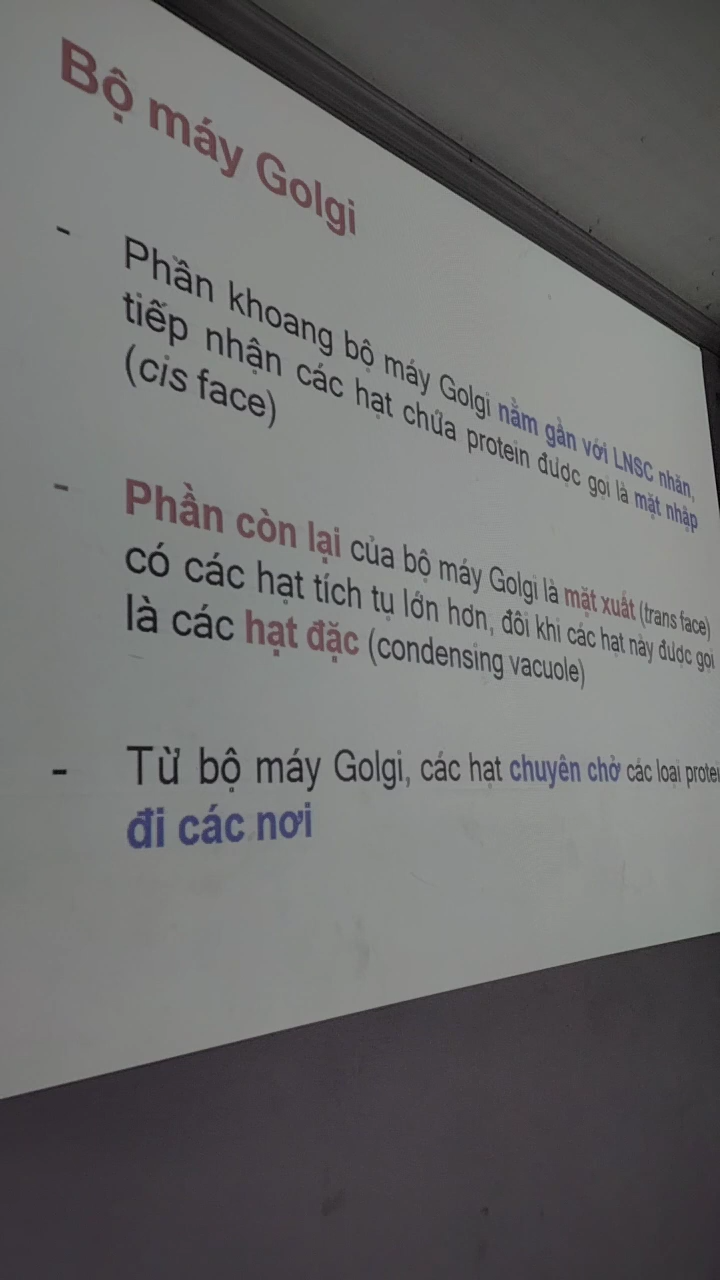 Bộ máy Golgi
- Phần khoang bộ máy Golgi nằm gần với LNSC nhãn,
tiếp nhận các hạt chứa protein được gọi là mặt nhập
(cis face)
- Phần còn lại của bộ máy Golgi là mặt xuất (trans face)
có các hạt tích tụ lớn hơn, đôi khi các hạt này được gọi
là các hạt đặc (condensing vacuole)
- Từ bộ máy Golgi, các hạt chuyên chở các loại
đi các nơi